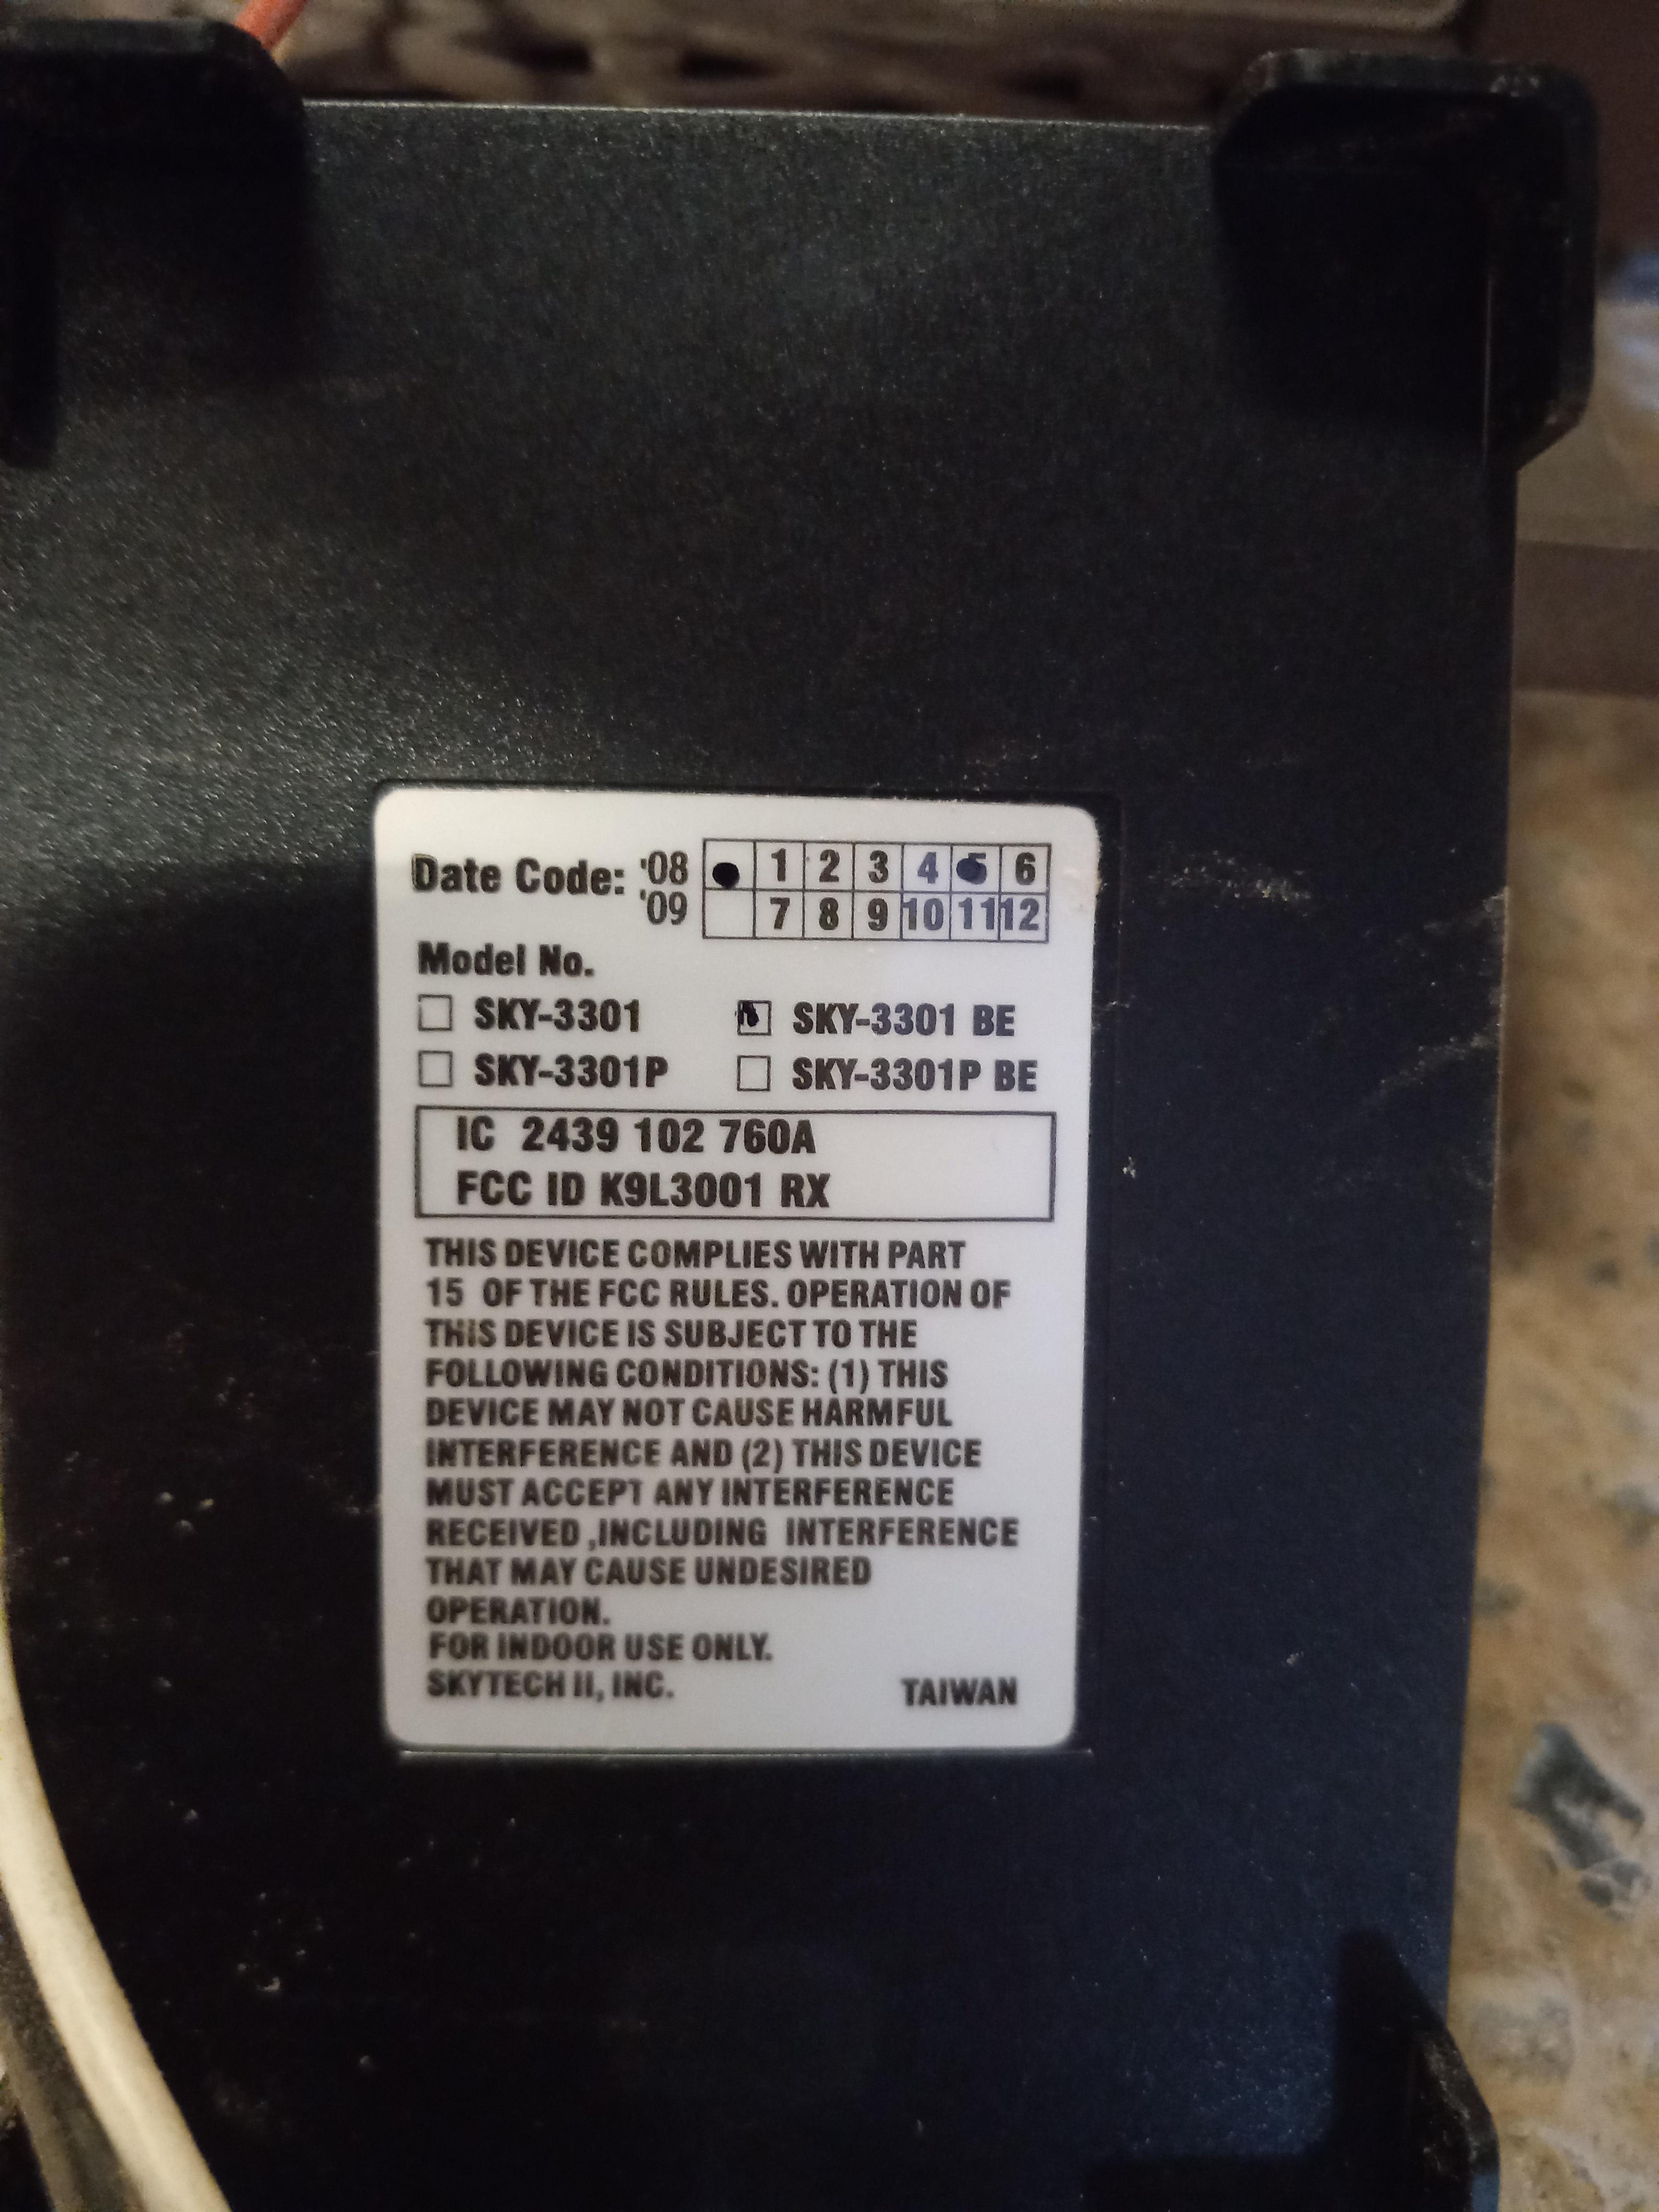 Date Code: '08 1 2 3 4 5 6
'09 7 8 9 10 11 12
Model No.
SKY-3301 SKY-3301 BE
SKY-3301P SKY-3301P BE
IC 2439 102 760A
FCC ID K9L3001 RX
THIS DEVICE COMPLIES WITH PART
15 OF THE FCC RULES. OPERATION OF
THIS DEVICE IS SUBJECT TO THE
FOLLOWING CONDITIONS: (1) THIS
DEVICE MAY NOT CAUSE HARMFUL
INTERFERENCE AND (2) THIS DEVICE
MUST ACCEPT ANY INTERFERENCE
RECEIVED ,INCLUDING INTERFERENCE
THAT MAY CAUSE UNDESIRED
OPERATION.
FOR INDOOR USE ONLY.
SKYTECH II, INC. TAIWAN